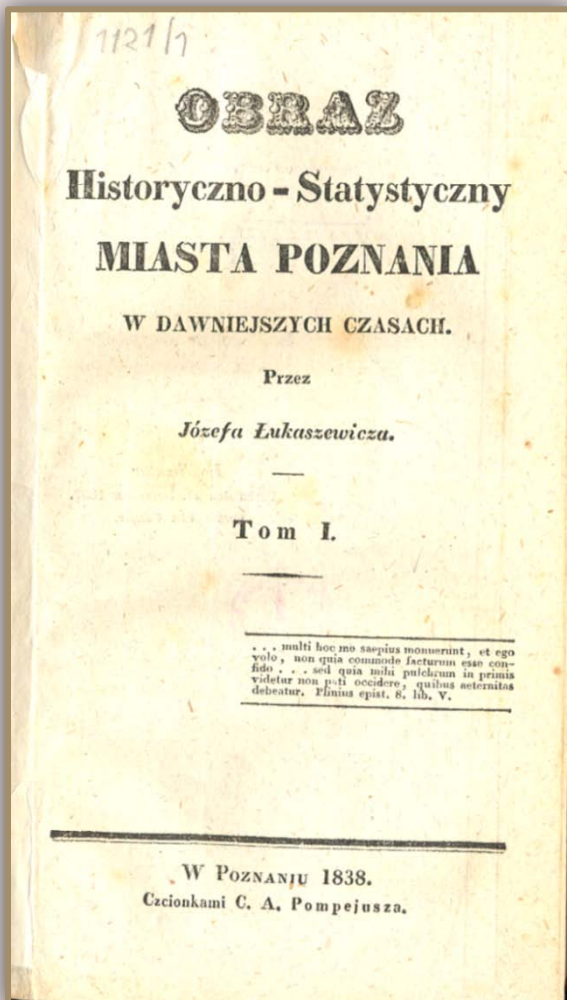 1121/1
OBRAZ
Historyczno - Statystyczny
MIASTA POZNANIA
W DAWNIEJSZYCH CZASACH.
Przez
Józefa Łukaszewicza.
Tom I.
. . . multi hoc me saepius monuerunt, et ego
volo, non quia commode facturum esse con-
fido . . . sed quia mihi pulchrum in primis
videtur non pati occidere, quibus aeternitas
debeatur. Plinius epist. 8. lib. V.
W POZNANIU 1838.
Czcionkami C. A. Pompejusza.